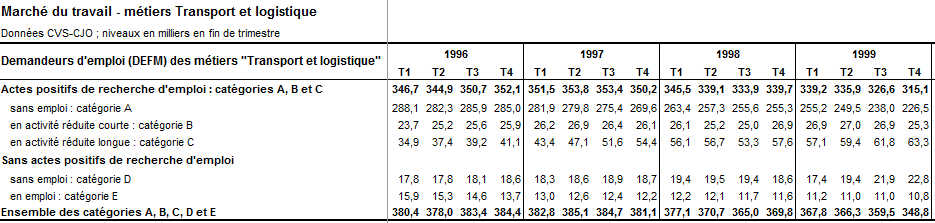 Marché du travail - métiers Transport et logistique
Données CVS-CJO ; niveaux en milliers en fin de trimestre
Demandeurs d'emploi (DEFM) des métiers "Transport et logistique" 1996 1997 1998 1999
T1 T2 T3 T4 T1 T2 T3 T4 T1 T2 T3 T4 T1 T2 T3 T4
Actes positifs de recherche d'emploi : catégories A, B et C 346,7 344,9 350,7 352,1 351,5 353,8 353,4 350,2 345,5 339,1 333,9 339,7 339,2 335,9 326,6 315,1
sans emploi : catégorie A 288,1 282,3 285,9 285,0 281,9 279,8 275,4 269,6 263,4 257,3 255,6 255,3 255,2 249,5 238,0 226,5
en activité réduite courte : catégorie B 23,7 25,2 25,6 25,9 26,2 26,9 26,4 26,1 26,1 25,2 25,0 26,9 26,9 27,0 26,9 25,3
en activité réduite longue : catégorie C 34,9 37,4 39,2 41,1 43,4 47,1 51,6 54,4 56,1 56,7 53,3 57,6 57,1 59,4 61,8 63,3
Sans actes positifs de recherche d'emploi
sans emploi : catégorie D 17,8 17,8 18,1 18,6 18,3 18,6 18,9 18,7 19,4 19,5 19,4 18,6 17,4 19,4 21,9 22,8
en emploi : catégorie E 15,9 15,3 14,6 13,7 13,0 12,6 12,4 12,2 12,2 12,1 11,7 11,6 11,2 11,0 11,0 10,8
Ensemble des catégories A, B, C, D et E 380,4 378,0 383,4 384,4 382,8 385,1 384,7 381,1 377,1 370,7 365,0 369,8 367,8 366,3 359,5 348,8